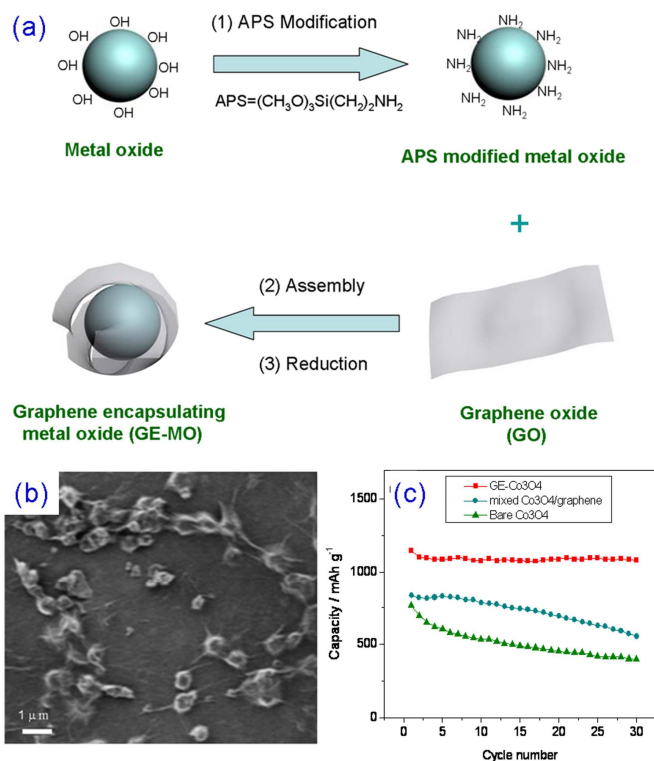 (a)
OH
OH
OH
OH
OH
OH
OH
OH
OH
(1) APS Modification
APS=(CH3O)3Si(CH2)2NH2
NH2
NH2
NH2
NH2
NH2
NH2
NH2
NH2
Metal oxide
APS modified metal oxide
+
(2) Assembly
(3) Reduction
Graphene encapsulating
metal oxide (GE-MO)
Graphene oxide
(GO)
(b)
1 μm
(c)
GE-Co3O4
mixed Co3O4/graphene
Bare Co3O4
Capacity / mAh g-1
1500
1000
500
0
0 5 10 15 20 25 30
Cycle number